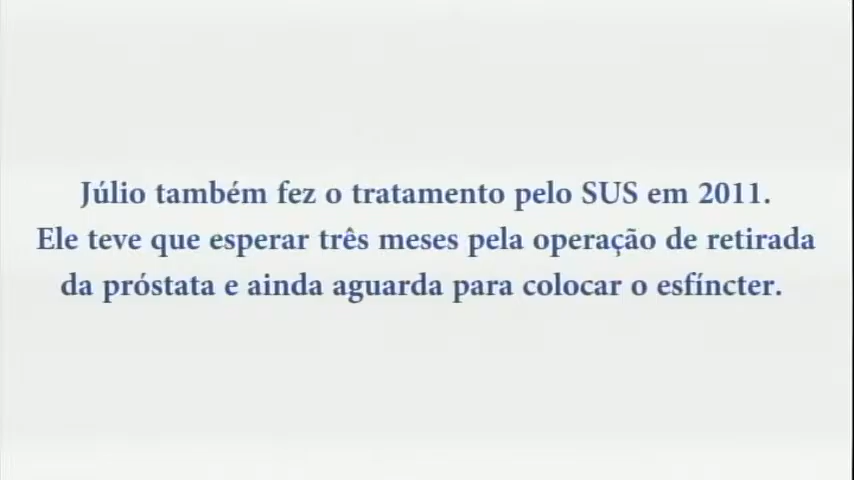 Júlio também fez o tratamento pelo SUS em 2011.
Ele teve que esperar três meses pela operação de retirada
da próstata e ainda aguarda para colocar o esfíncter.